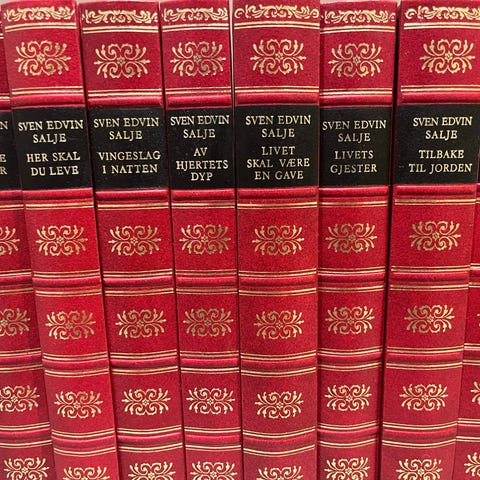 SVEN EDVIN
SALJE
HER SKAL
DU LEVE
SVEN EDVIN
SALJE
VINGESLAG
I NATTEN
SVEN EDVIN
SALJE
AV
HJERTETS
DYP
SVEN EDVIN
SALJE
LIVET
SKAL VÆRE
EN GAVE
SVEN EDVIN
SALJE
LIVETS
GJESTER
SVEN EDVIN
SALJE
TILBAKE
TIL JORDEN